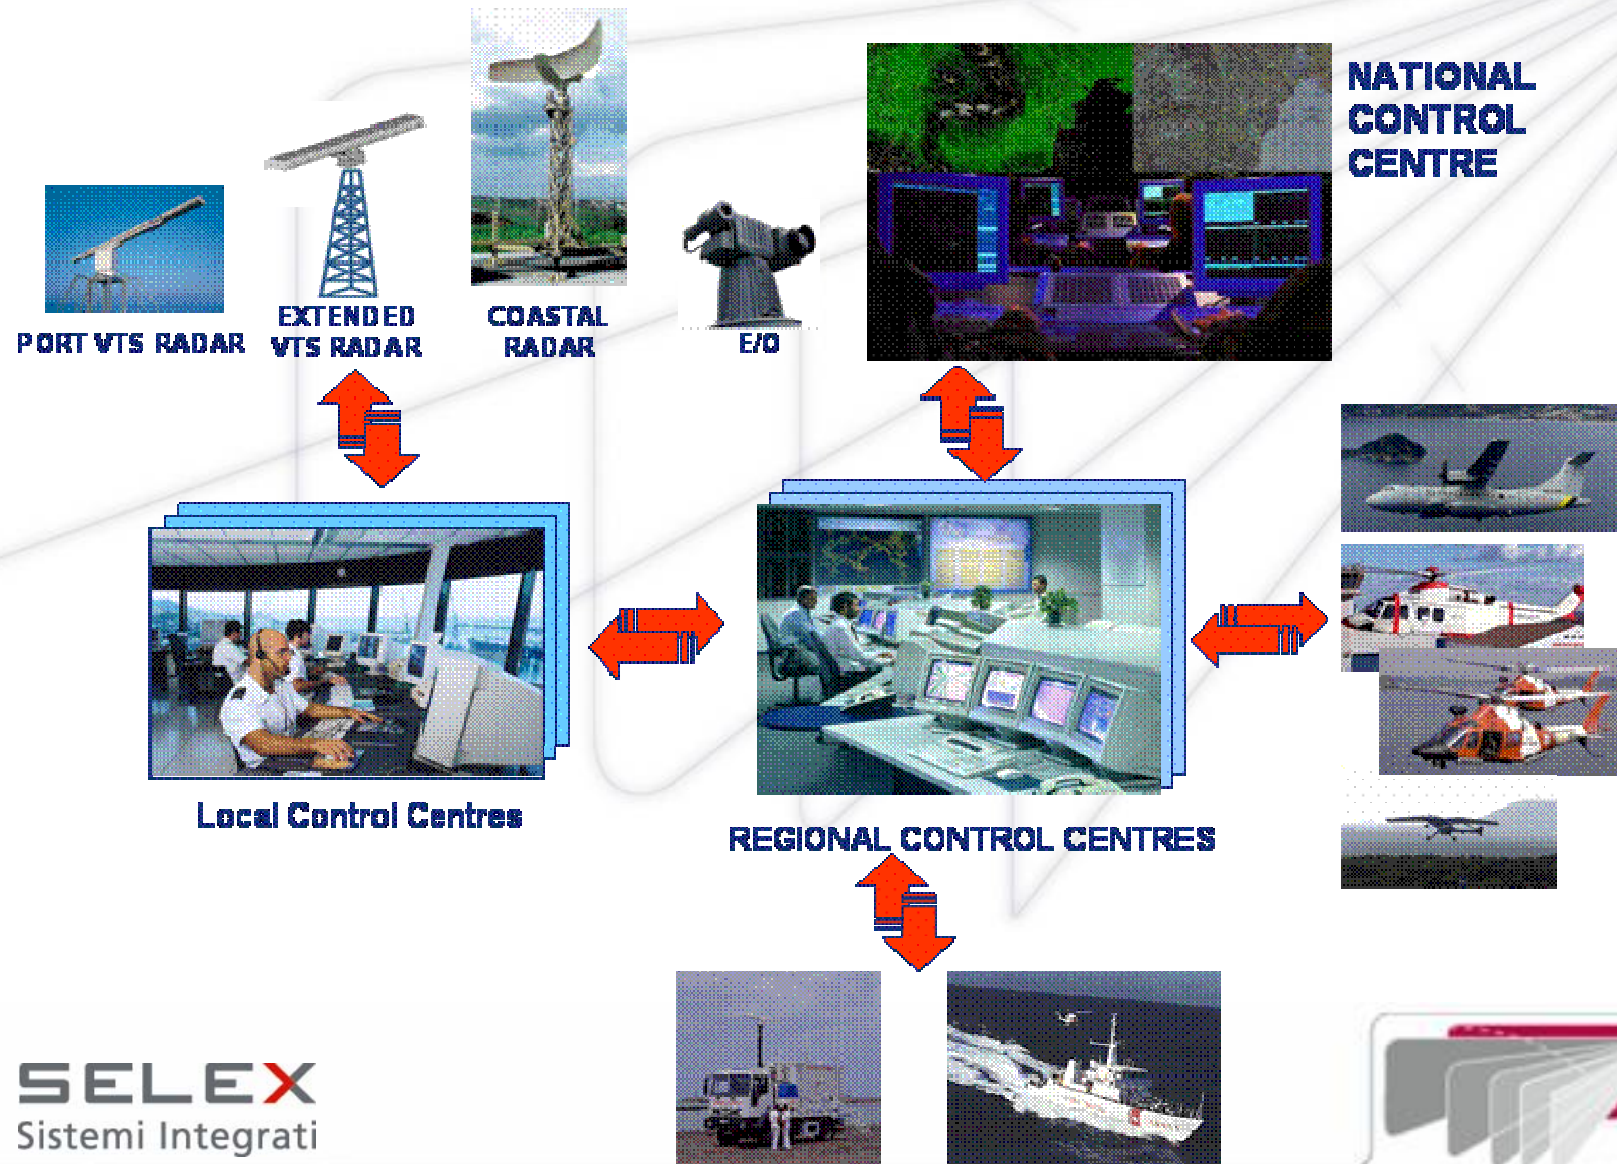 NATIONAL
CONTROL
CENTRE
PORT VTS RADAR
EXTENDED
VTS RADAR
COASTAL
RADAR
E/O
Local Control Centres
REGIONAL CONTROL CENTRES
SELEX
Sistemi Integrati